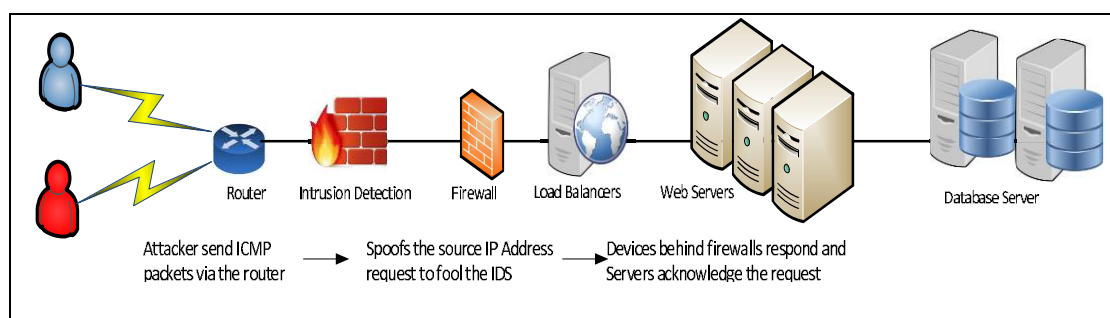 Router
Intrusion Detection
Firewall
Load Balancers
Web Servers
Database Server
Attacker send ICMP
packets via the router
Spoofs the source IP Address
request to fool the IDS
Devices behind firewalls respond and
Servers acknowledge the request